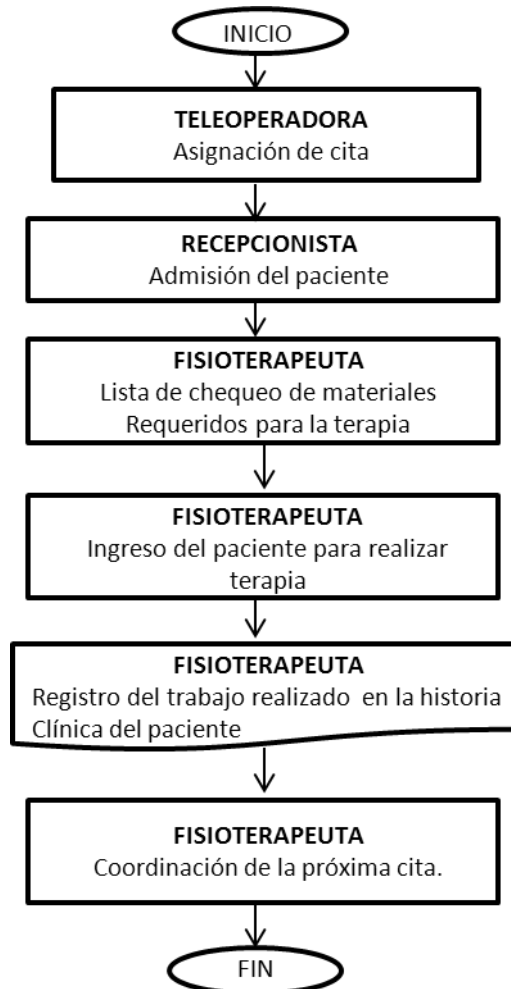 INICIO
TELEOPERADORA
Asignación de cita
RECEPCIONISTA
Admisión del paciente
FISIOTERAPEUTA
Lista de chequeo de materiales
Requeridos para la terapia
FISIOTERAPEUTA
Ingreso del paciente para realizar
terapia
FISIOTERAPEUTA
Registro del trabajo realizado en la historia
Clínica del paciente
FISIOTERAPEUTA
Coordinación de la próxima cita.
FIN